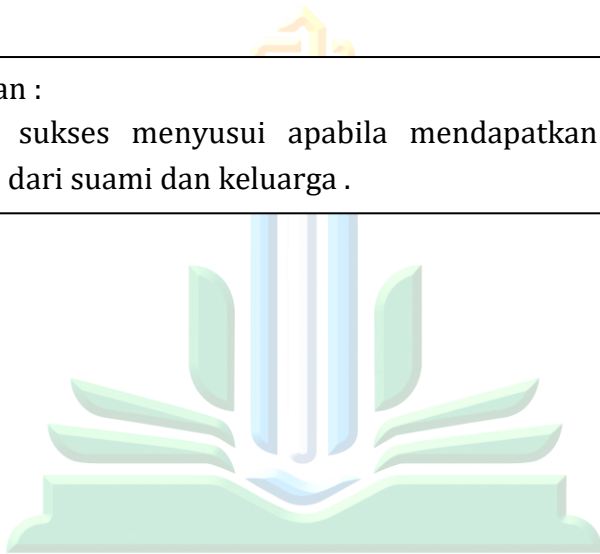 an :
sukses menyusui apabila mendapatkan
dari suami dan keluarga .